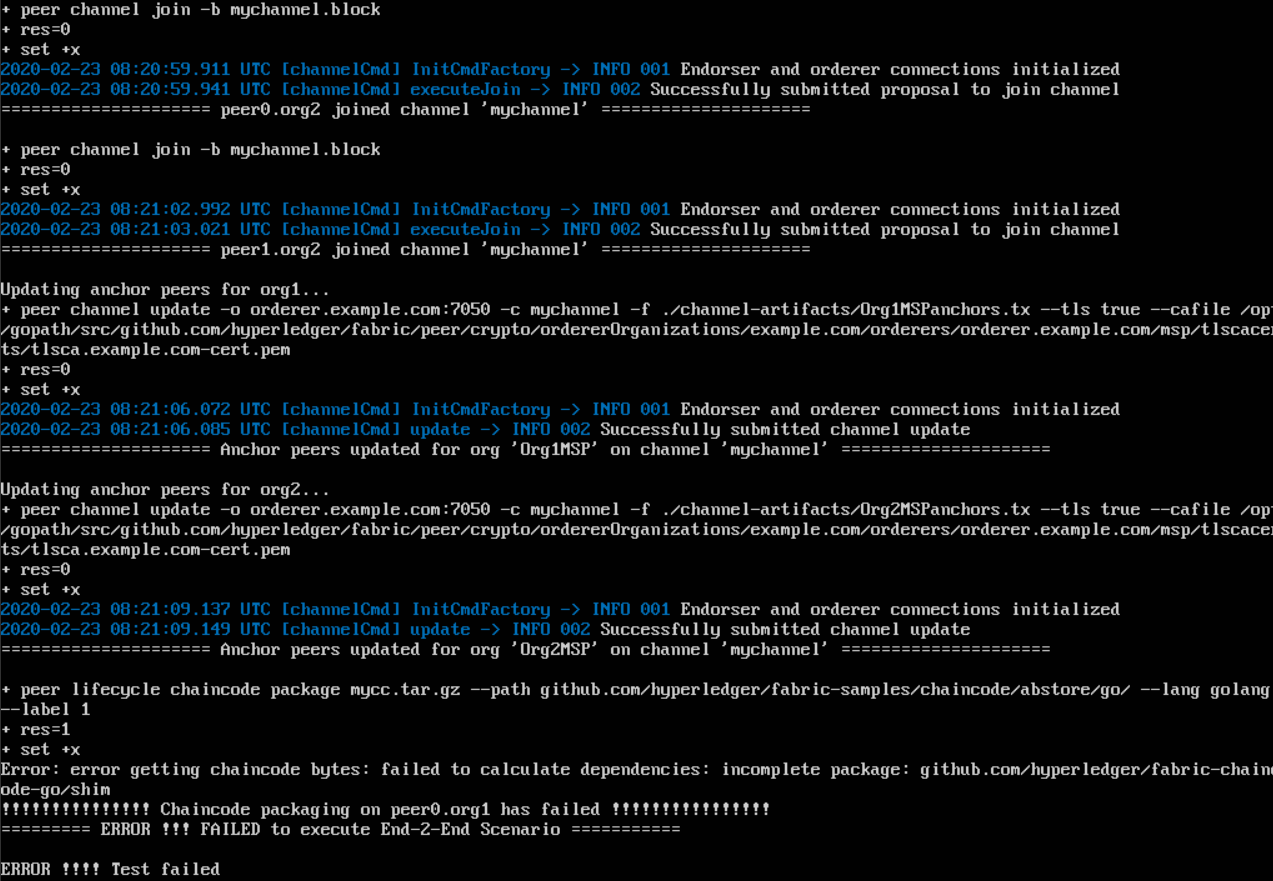 + peer channel join -b mychannel.block
+ res=0
+ set +x
2020-02-23 08:20:59.911 UTC [channelCmd] InitCmdFactory -> INFO 001 Endorser and orderer connections initialized
2020-02-23 08:20:59.941 UTC [channelCmd] executeJoin -> INFO 002 Successfully submitted proposal to join channel
===================== peer0.org2 joined channel 'mychannel' =====================
+ peer channel join -b mychannel.block
+ res=0
+ set +x
2020-02-23 08:21:02.992 UTC [channelCmd] InitCmdFactory -> INFO 001 Endorser and orderer connections initialized
2020-02-23 08:21:03.021 UTC [channelCmd] executeJoin -> INFO 002 Successfully submitted proposal to join channel
===================== peer1.org2 joined channel 'mychannel' =====================
Updating anchor peers for org1...
+ peer channel update -o orderer.example.com:7050 -c mychannel -f ./channel-artifacts/Org1MSPanchors.tx --tls true --cafile /op
/gopath/src/github.com/hyperledger/fabric/peer/crypto/ordererOrganizations/example.com/orderers/orderer.example.com/msp/tlscace
ts/tlsca.example.com-cert.pem
+ res=0
+ set +x
2020-02-23 08:21:06.072 UTC [channelCmd] InitCmdFactory -> INFO 001 Endorser and orderer connections initialized
2020-02-23 08:21:06.085 UTC [channelCmd] update -> INFO 002 Successfully submitted channel update
===================== Anchor peers updated for org 'Org1MSP' on channel 'mychannel' =====================
Updating anchor peers for org2...
+ peer channel update -o orderer.example.com:7050 -c mychannel -f ./channel-artifacts/Org2MSPanchors.tx --tls true --cafile /op
/gopath/src/github.com/hyperledger/fabric/peer/crypto/ordererOrganizations/example.com/orderers/orderer.example.com/msp/tlscace
ts/tlsca.example.com-cert.pem
+ res=0
+ set +x
2020-02-23 08:21:09.137 UTC [channelCmd] InitCmdFactory -> INFO 001 Endorser and orderer connections initialized
2020-02-23 08:21:09.149 UTC [channelCmd] update -> INFO 002 Successfully submitted channel update
===================== Anchor peers updated for org 'Org2MSP' on channel 'mychannel' =====================
+ peer lifecycle chaincode package mycc.tar.gz --path github.com/hyperledger/fabric-samples/chaincode/abstore/go/ --lang golang
--label 1
+ res=1
+ set +x
Error: error getting chaincode bytes: failed to calculate dependencies: incomplete package: github.com/hyperledger/fabric-chain
ode-go/shim
!!!!!!!!!!!!!!! Chaincode packaging on peer0.org1 has failed !!!!!!!!!!!!!!!!
========= ERROR !!! FAILED to execute End-2-End Scenario ===========
ERROR !!!! Test failed